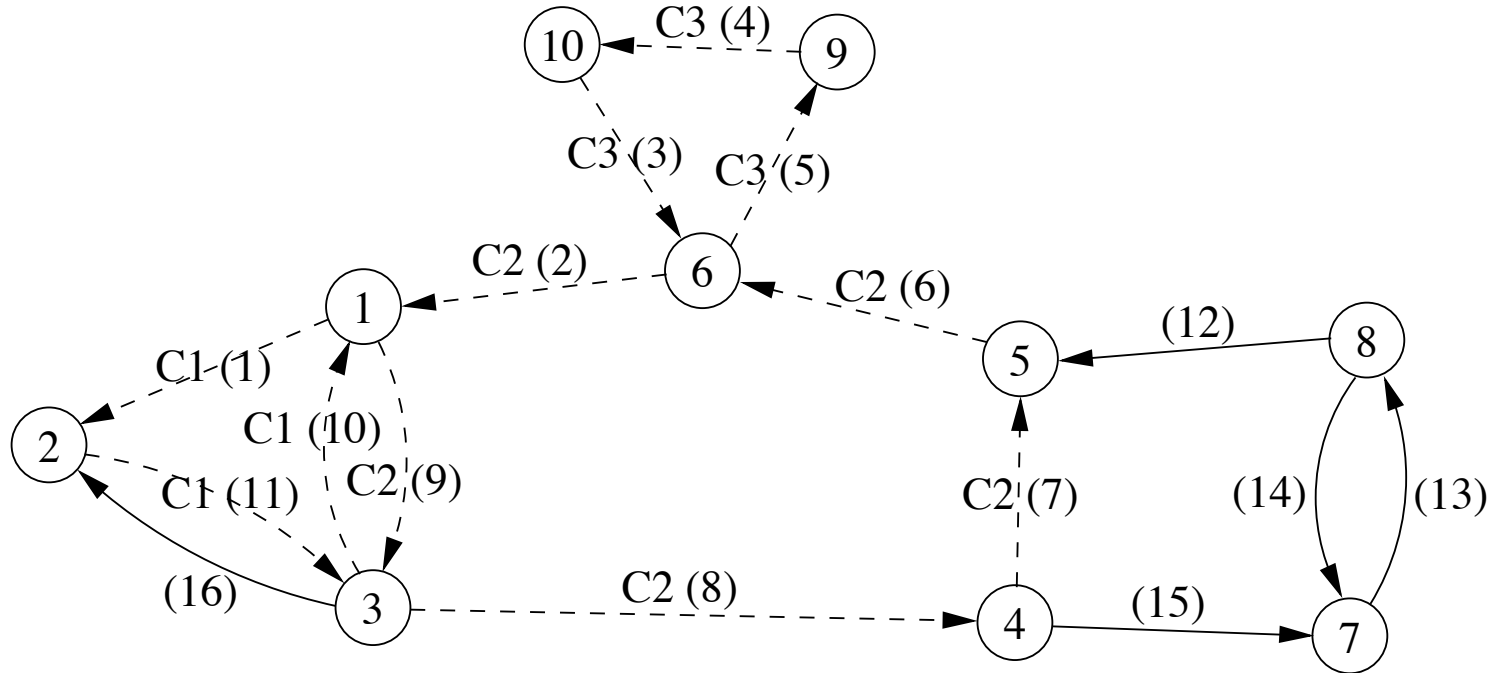 C3 (4)
10
9
C3 (3)
C3 (5)
6
C2 (2)
C2 (6)
1
(12)
8
5
C1 (1)
C1 (10)
2
C2 (9)
C1 (11)
C2 (7)
(14)
(13)
(16)
C2 (8)
3
4
(15)
7